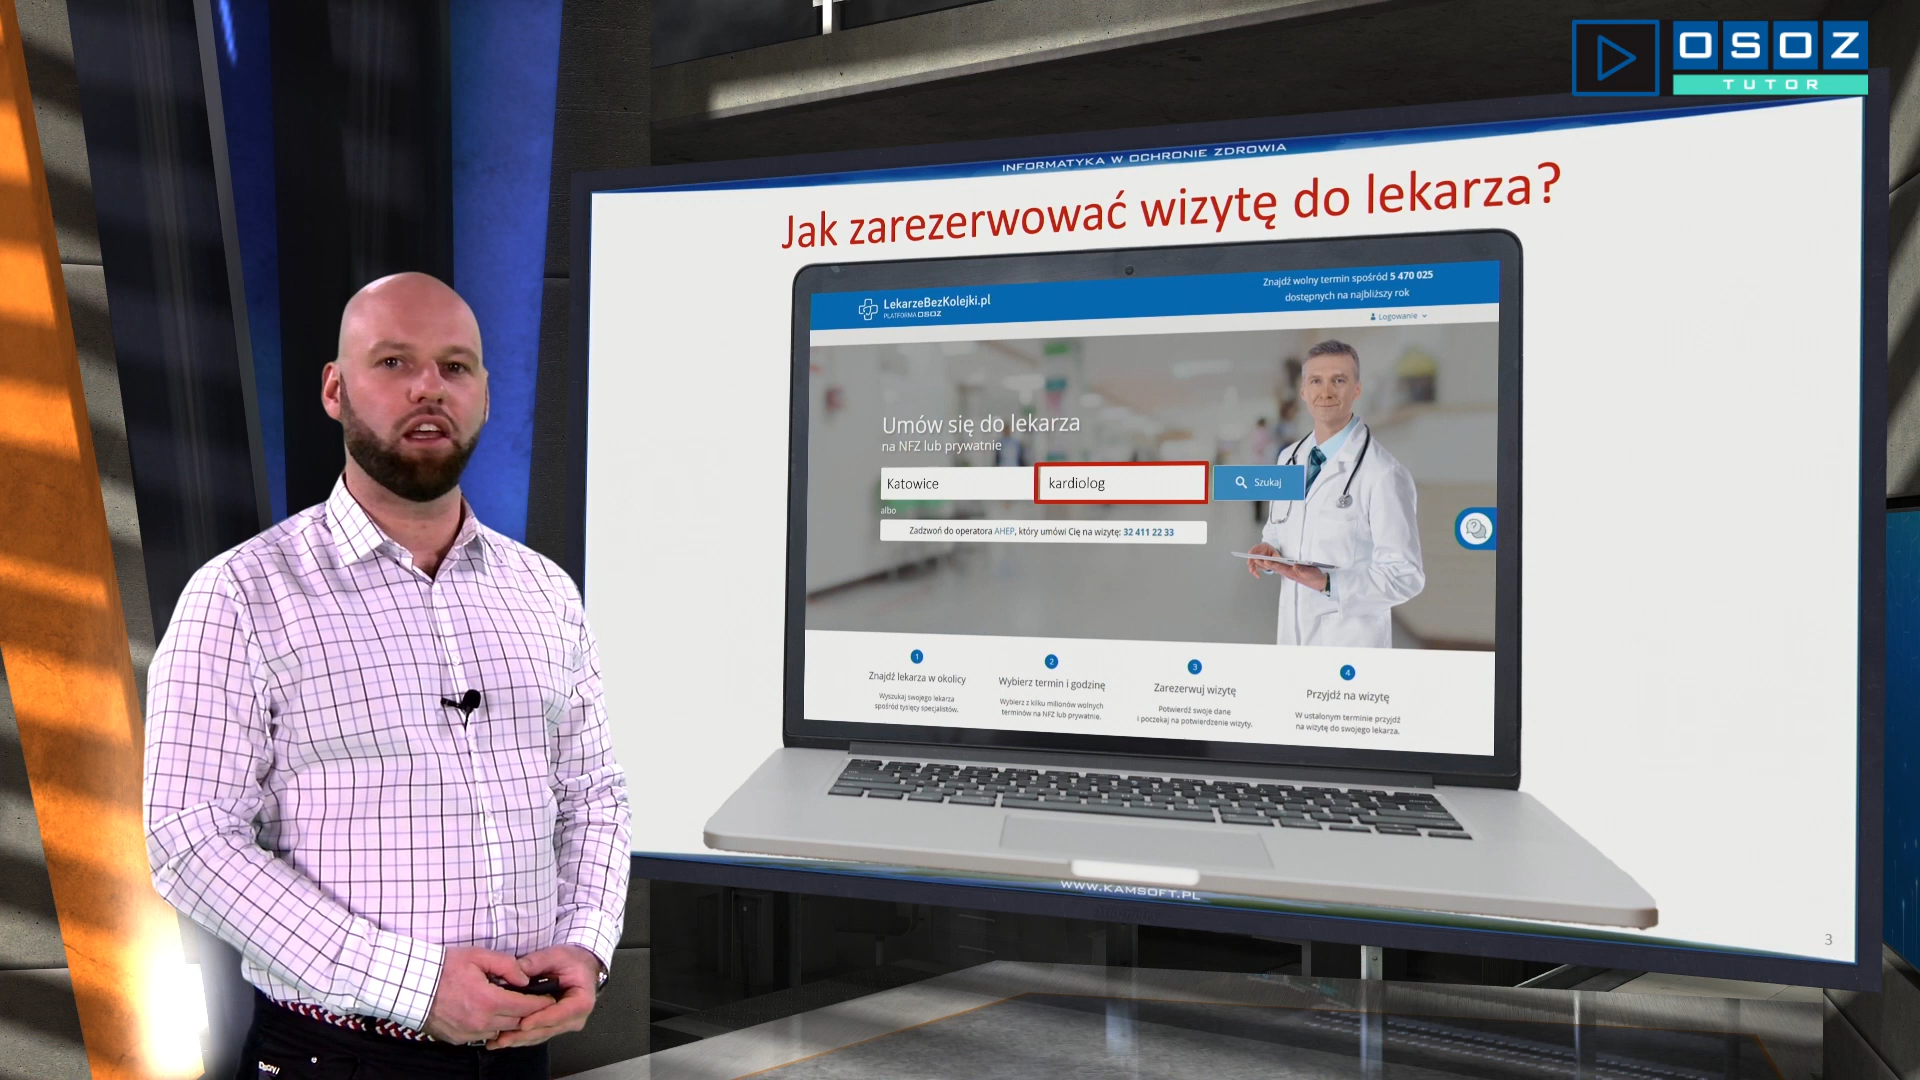 OSOZ
TUTOR
INFORMATYKA W OCHRONIE ZDROWIA
Jak zarezerwować wizytę do lekarza?
LekarzeBezKolejki.pl
PLATFORMA OSOZ
Znajdź wolny termin spośród 5 470 025
dostępnych na najbliższy rok
Logowanie
Umów się do lekarza
na NFZ lub prywatnie
Katowice
kardiolog
Szukaj
albo
Zadzwoń do operatora AHEP, który umówi Cię na wizytę: 32 411 22 33
1
Znajdź lekarza w okolicy
Wyszukaj swojego lekarza
spośród tysięcy specjalistów.
2
Wybierz termin i godzinę
Wybierz z kilku milionów wolnych
terminów na NFZ lub prywatnie.
3
Zarezerwuj wizytę
Potwierdź swoje dane
i poczekaj na potwierdzenie wizyty.
4
Przyjdź na wizytę
W ustalonym terminie przyjdź
na wizytę do swojego lekarza.
WWW.KAMSOFT.PL
3